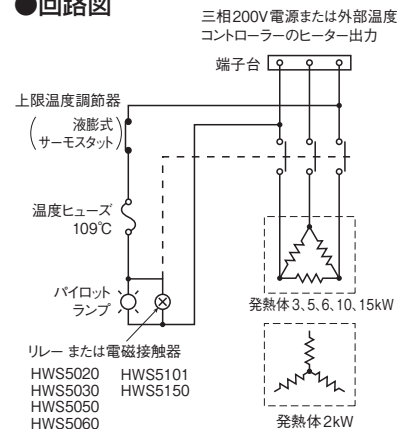 ●回路図
三相200V電源または外部温度
コントローラーのヒーター出力
端子台
上限温度調節器
（液膨式
サーモスタット）
温度ヒューズ
109℃
パイロット
ランプ
発熱体3、5、6、10、15kW
リレー または電磁接触器
HWS5020 HWS5101
HWS5030 HWS5150
HWS5050
HWS5060
発熱体2kW